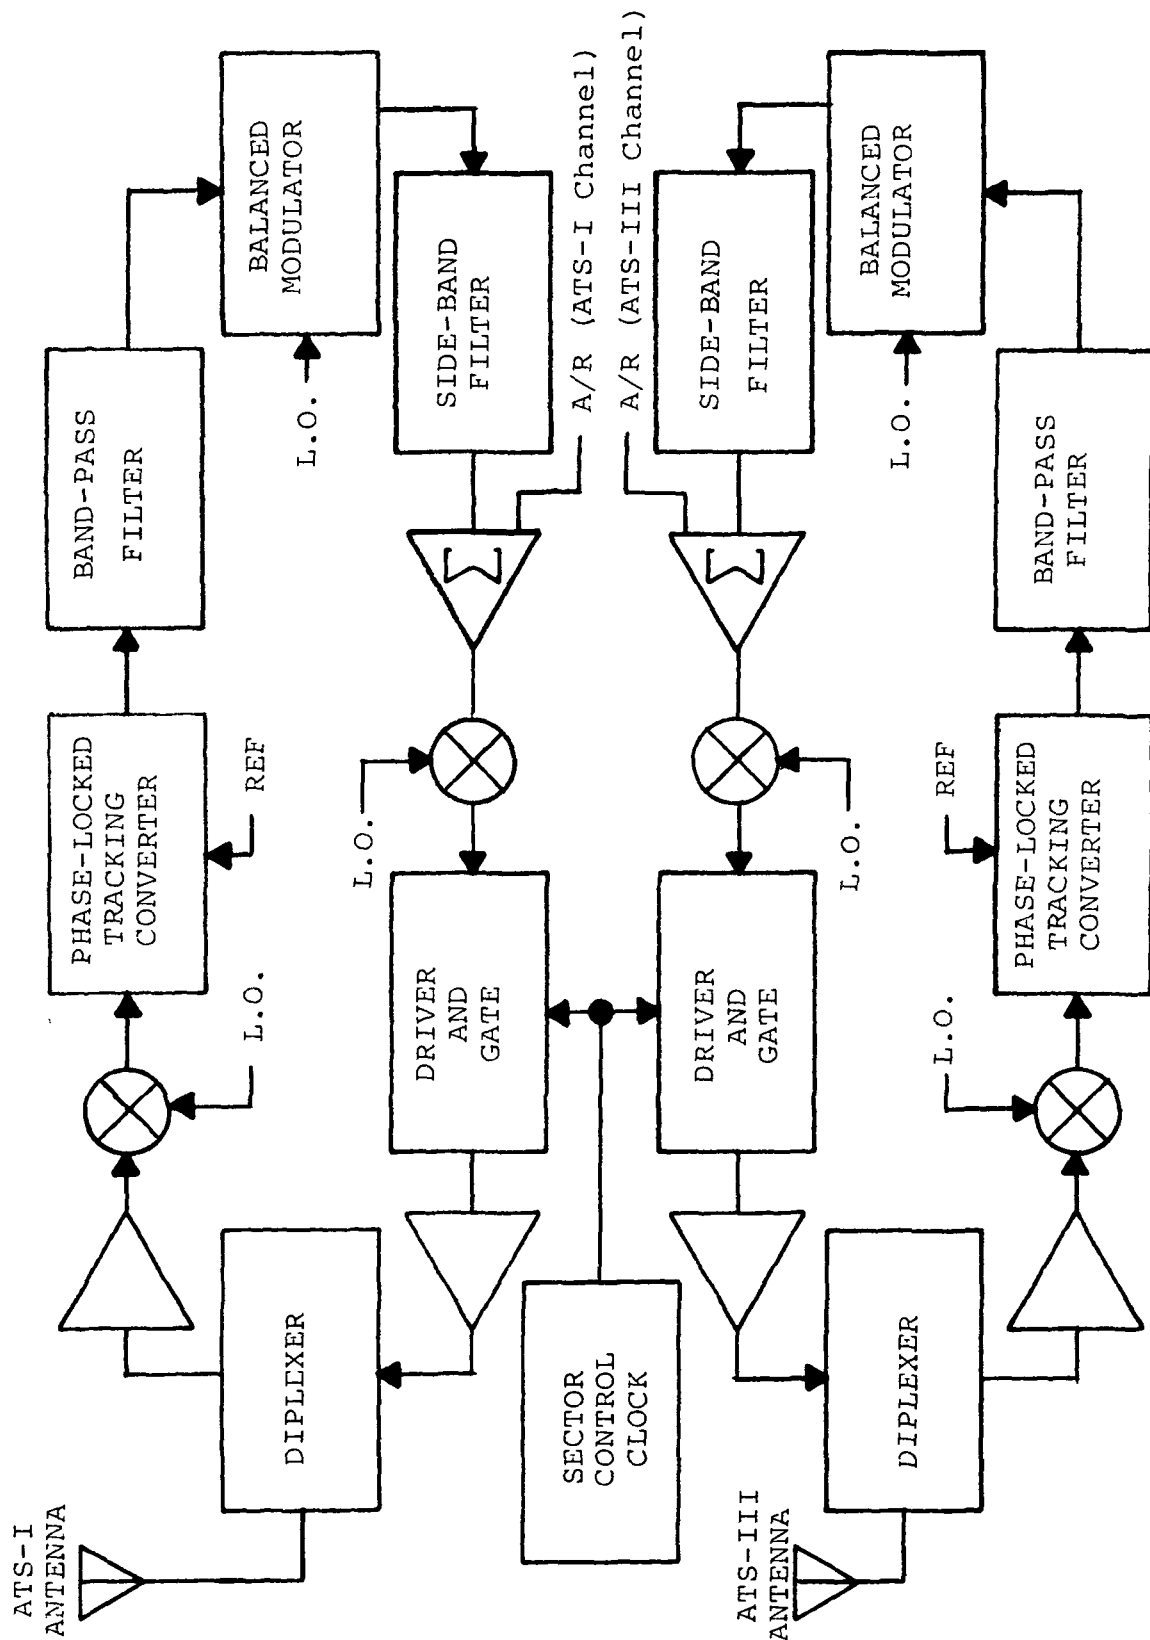 ATS-I
ANTENNA
DIPLEXER
L.O.
PHASE-LOCKED
TRACKING
CONVERTER
REF
BAND-PASS
FILTER
L.O.
BALANCED
MODULATOR
SIDE-BAND
FILTER
A/R (ATS-I Channel)
Σ
L.O.
DRIVER
AND
GATE
SECTOR
CONTROL
CLOCK
A/R (ATS-III Channel)
SIDE-BAND
FILTER
Σ
L.O.
DRIVER
AND
GATE
ATS-III
ANTENNA
DIPLEXER
L.O.
PHASE-LOCKED
TRACKING
CONVERTER
REF
BAND-PASS
FILTER
L.O.
BALANCED
MODULATOR